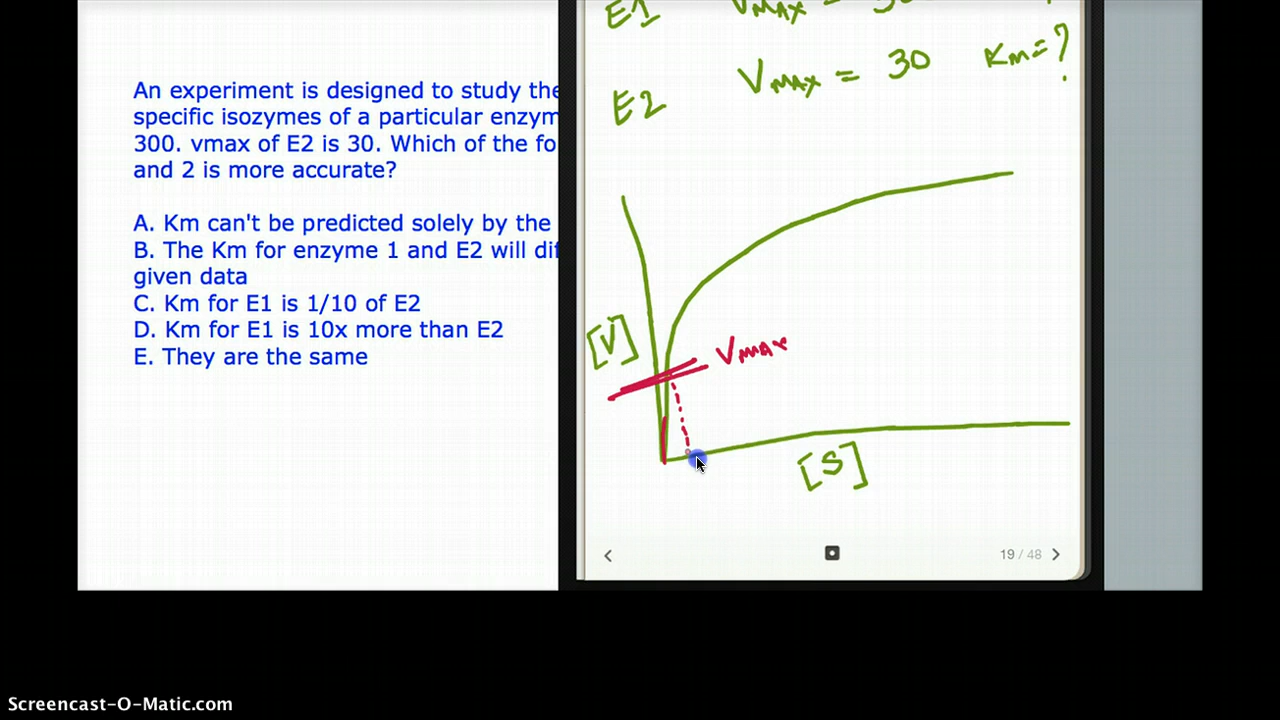 An experiment is designed to study the
specific isozymes of a particular enzym
300. vmax of E2 is 30. Which of the fo
and 2 is more accurate?
A. Km can't be predicted solely by the
B. The Km for enzyme 1 and E2 will dif
given data
C. Km for E1 is 1/10 of E2
D. Km for E1 is 10x more than E2
E. They are the same
E1 VMAX =
E2 VMAX = 30 Km=?
[V]
VMAX
[S]
19 / 48
Screencast-O-Matic.com